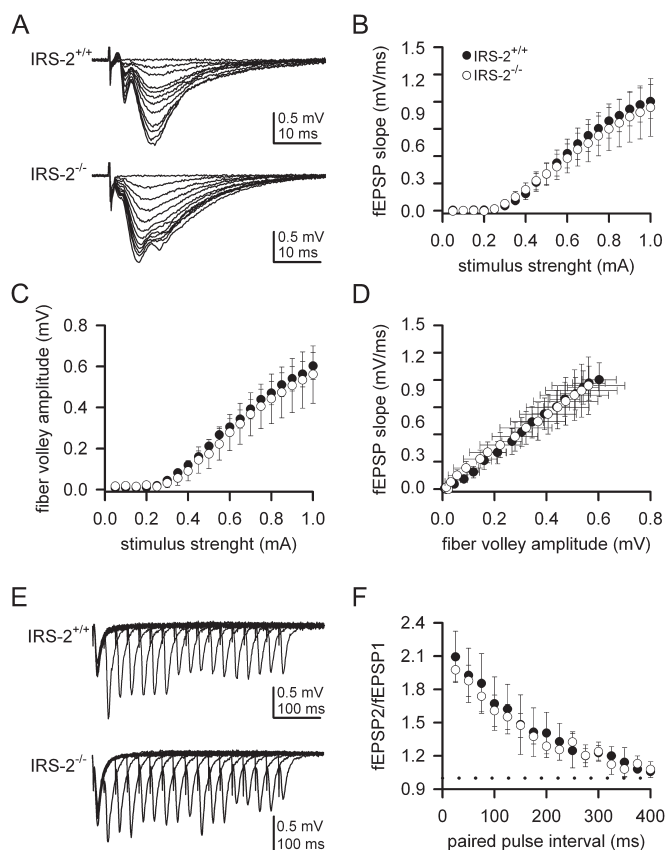 A
IRS-2+/+
0.5 mV
10 ms
IRS-2-/-
0.5 mV
10 ms
B
IRS-2+/+
IRS-2-/-
fEPSP slope (mV/ms)
1.5
1.2
0.9
0.6
0.3
0.0
0.0 0.2 0.4 0.6 0.8 1.0
stimulus strenght (mA)
C
fiber volley amplitude (mV)
0.8
0.6
0.4
0.2
0.0
0.0 0.2 0.4 0.6 0.8 1.0
stimulus strenght (mA)
D
fEPSP slope (mV/ms)
1.5
1.2
0.9
0.6
0.3
0.0
0.0 0.2 0.4 0.6 0.8
fiber volley amplitude (mV)
E
IRS-2+/+
0.5 mV
100 ms
IRS-2-/-
0.5 mV
100 ms
F
fEPSP2/fEPSP1
2.4
2.1
1.8
1.5
1.2
0.9
0 100 200 300 400
paired pulse interval (ms)